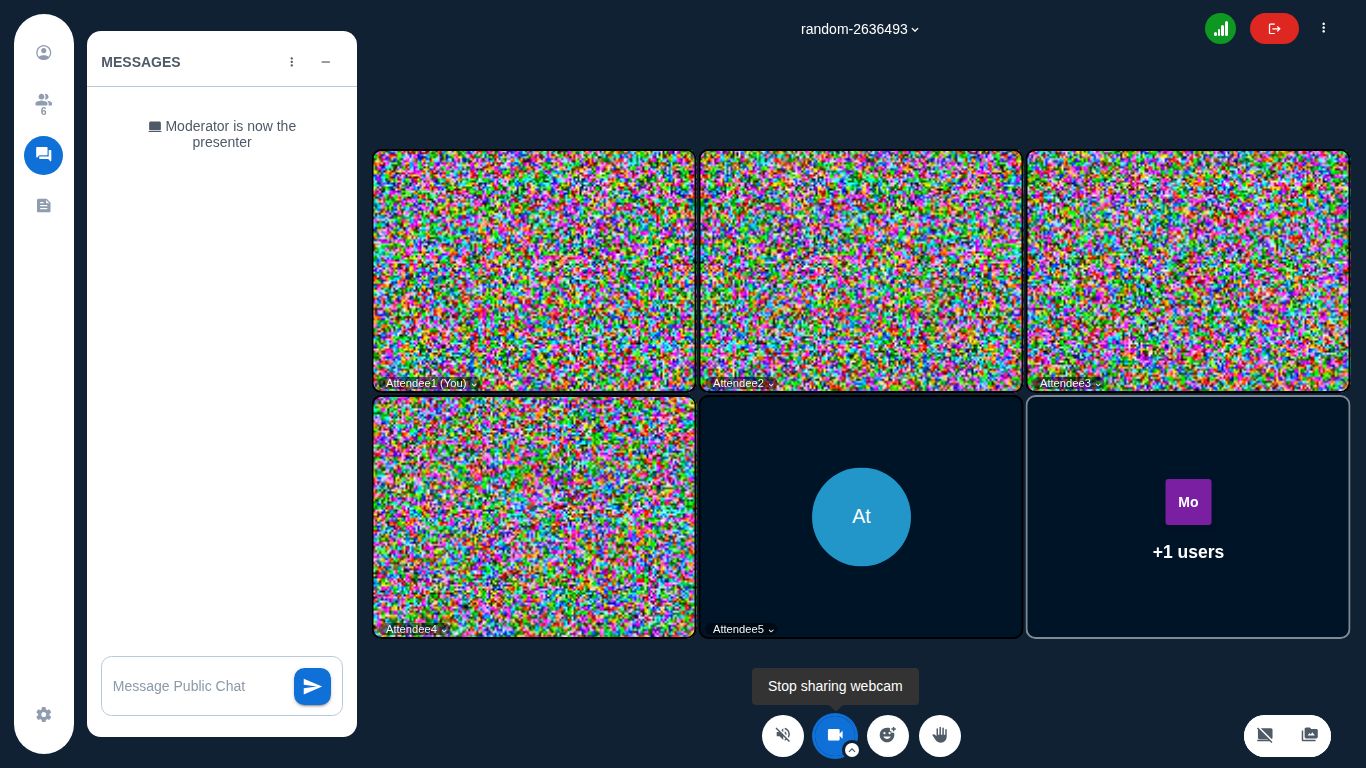 random-2636493
6
MESSAGES
Moderator is now the
presenter
Attendee1 (You)
Attendee2
Attendee3
Attendee4
At
Attendee5
Mo
+1 users
Message Public Chat
Stop sharing webcam